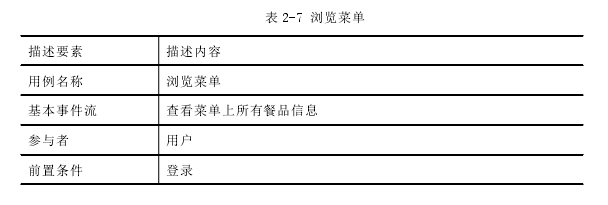 表 2-7 浏览菜单
描述要素 描述内容
用例名称 浏览菜单
基本事件流 查看菜单上所有餐品信息
参与者 用户
前置条件 登录